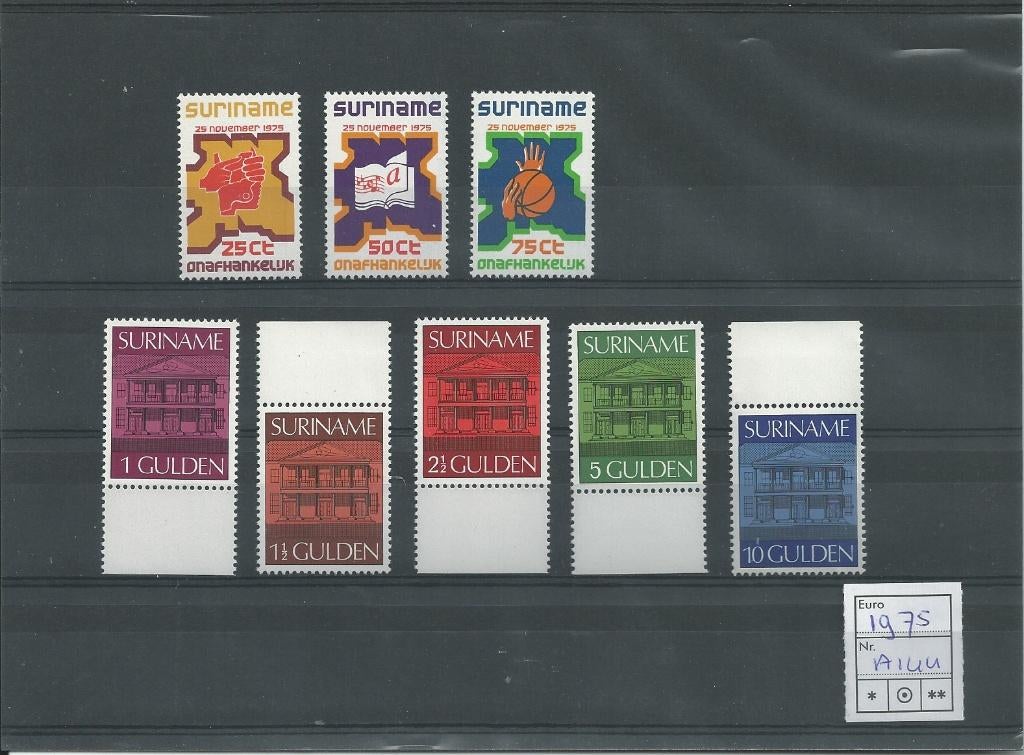 SURINAME
25 november 1975
25 CT
ONAFHANKELIJK
SURINAME
25 november 1975
a
50 CT
ONAFHANKELIJK
SURINAME
25 november 1975
75 CT
ONAFHANKELIJK
SURINAME
1 GULDEN
SURINAME
1½ GULDEN
SURINAME
2½ GULDEN
SURINAME
5 GULDEN
SURINAME
10 GULDEN
Euro
1975
Nr.
* ⊙ **